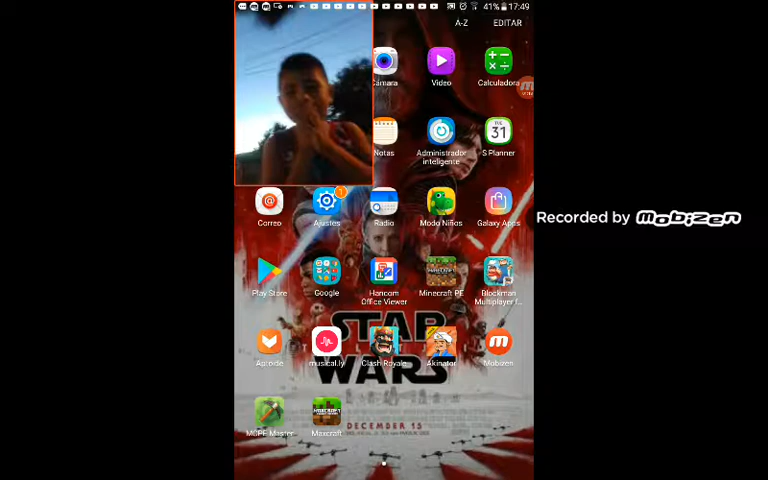 41% 17:49
A-Z EDITAR
Cámara Video Calculadora
Notas Administrador inteligente S Planner
31
Correo Ajustes Radio Modo Niños Galaxy Apps
1
Recorded by MOBIZEN
Play Store Google Hancom Office Viewer Minecraft PE Blockman Multiplayer f...
STAR
WARS
Aptoide musical.ly Clash Royale Akinator Mobizen
MCPE Master Maxcraft
DECEMBER 15